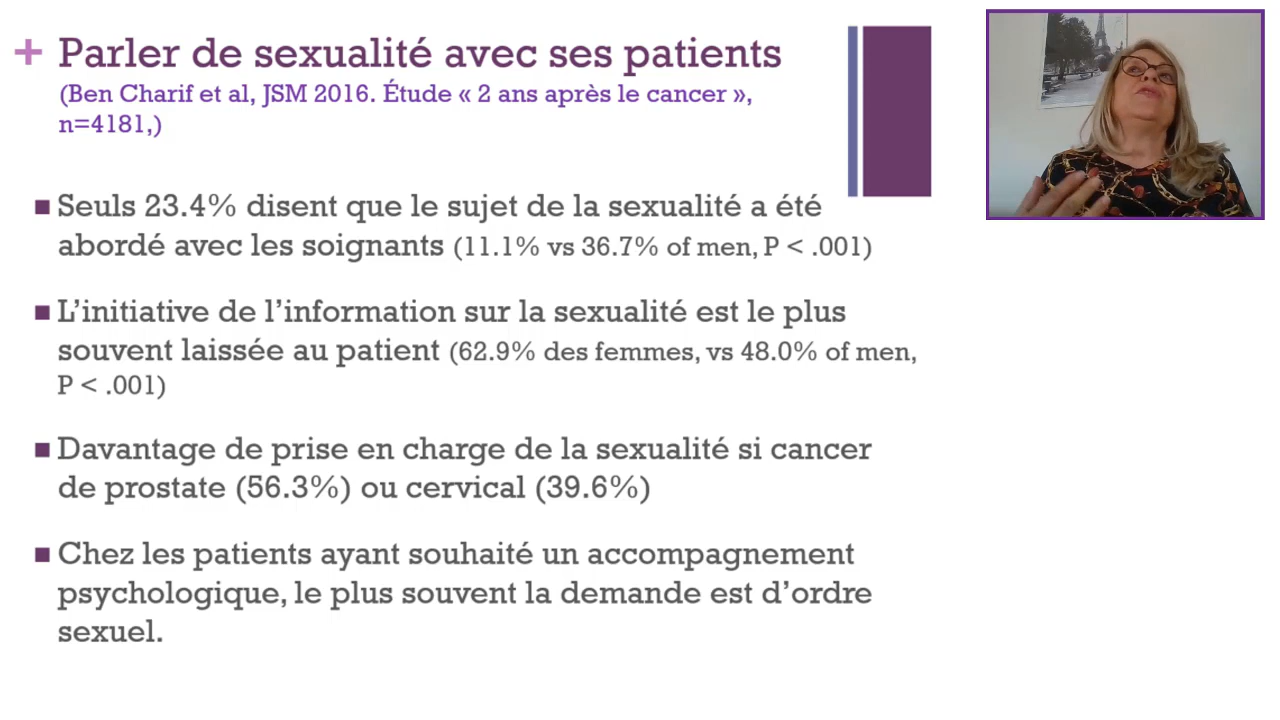 + Parler de sexualité avec ses patients
(Ben Charif et al, JSM 2016. Étude « 2 ans après le cancer »,
n=4181,)
■ Seuls 23.4% disent que le sujet de la sexualité a été
abordé avec les soignants (11.1% vs 36.7% of men, P < .001)
■ L’initiative de l’information sur la sexualité est le plus
souvent laissée au patient (62.9% des femmes, vs 48.0% of men,
P < .001)
■ Davantage de prise en charge de la sexualité si cancer
de prostate (56.3%) ou cervical (39.6%)
■ Chez les patients ayant souhaité un accompagnement
psychologique, le plus souvent la demande est d’ordre
sexuel.